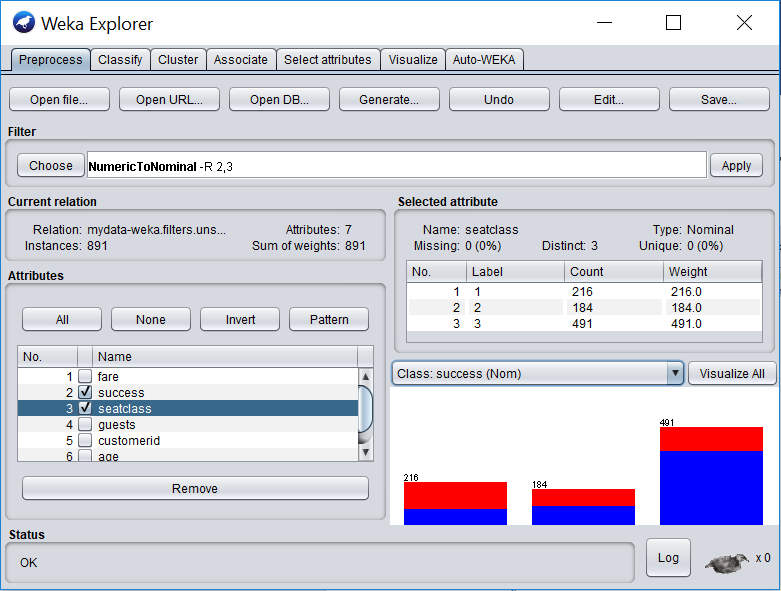 Weka Explorer
Preprocess Classify Cluster Associate Select attributes Visualize Auto-WEKA
Open file... Open URL... Open DB... Generate... Undo Edit... Save...
Filter
Choose NumericToNominal -R 2,3 Apply
Current relation
Relation: mydata-weka.filters.uns... Attributes: 7
Instances: 891 Sum of weights: 891
Attributes
All None Invert Pattern
No. Name
1 fare
2 success
3 seatclass
4 guests
5 customerid
6 age
Remove
Selected attribute
Name: seatclass Type: Nominal
Missing: 0 (0%) Distinct: 3 Unique: 0 (0%)
No. Label Count Weight
1 1 216 216.0
2 2 184 184.0
3 3 491 491.0
Class: success (Nom) Visualize All
216 184 491
Status
OK Log x 0